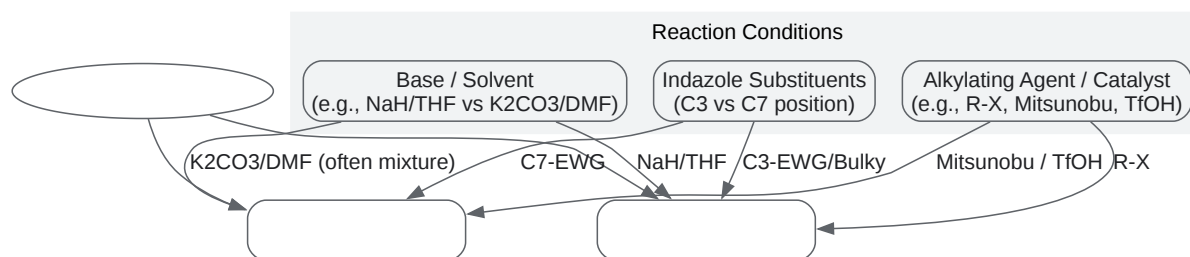 Reaction Conditions
Base / Solvent
(e.g., NaH/THF vs K2CO3/DMF)
Indazole Substituents
(C3 vs C7 position)
Alkylating Agent / Catalyst
(e.g., R-X, Mitsunobu, TfOH)
K2CO3/DMF (often mixture)
C7-EWG
NaH/THF
C3-EWG/Bulky
Mitsunobu / TfOH
R-X